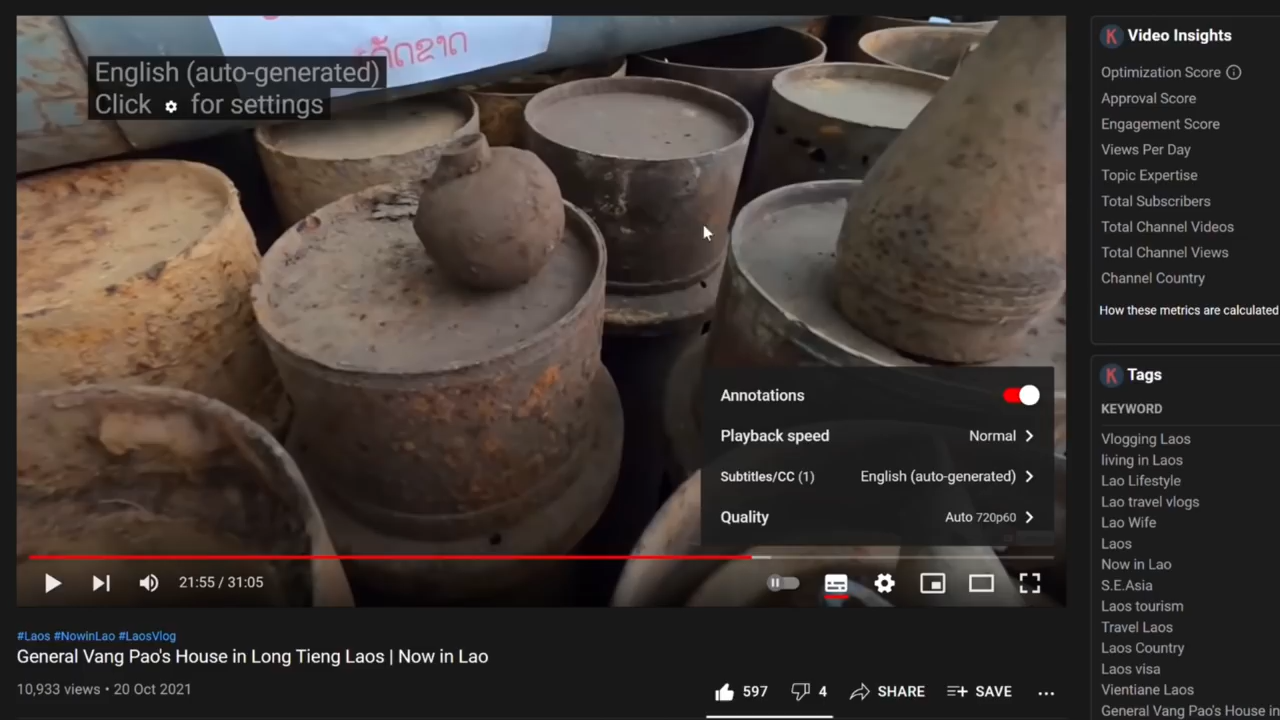 ັດຂາດ
English (auto-generated)
Click for settings
Annotations
Playback speed Normal
Subtitles/CC (1) English (auto-generated)
Quality Auto 720p60
21:55 / 31:05
#Laos #NowinLao #LaosVlog
General Vang Pao's House in Long Tieng Laos | Now in Lao
10,933 views • 20 Oct 2021
597
4
SHARE
SAVE
Video Insights
Optimization Score
Approval Score
Engagement Score
Views Per Day
Topic Expertise
Total Subscribers
Total Channel Videos
Total Channel Views
Channel Country
How these metrics are calculated
Tags
KEYWORD
Vlogging Laos
living in Laos
Lao Lifestyle
Lao travel vlogs
Lao Wife
Laos
Now in Lao
S.E.Asia
Laos tourism
Travel Laos
Laos Country
Laos visa
Vientiane Laos
General Vang Pao's House in